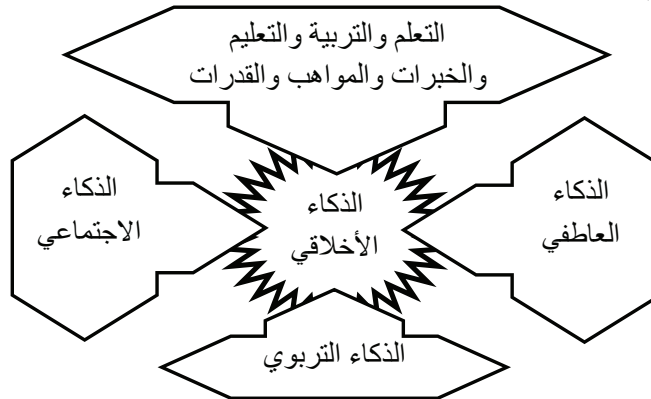 التعلم والتربية والتعليم
والخبرات والمواهب والقدرات
الذكاء
العاطفي
الذكاء
الأخلاقي
الذكاء
الاجتماعي
الذكاء التربوي